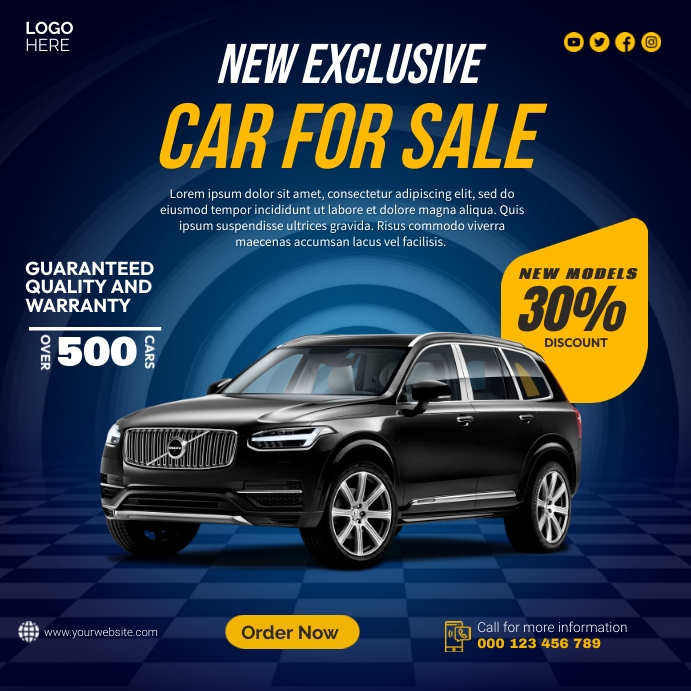 LOGO
HERE
NEW EXCLUSIVE
CAR FOR SALE
Lorem ipsum dolor sit amet, consectetur adipiscing elit, sed do
eiusmod tempor incididunt ut labore et dolore magna aliqua. Quis
ipsum suspendisse ultrices gravida. Risus commodo viverra
maecenas accumsan lacus vel facilisis.
GUARANTEED
QUALITY AND
WARRANTY
OVER 500 CARS
NEW MODELS
30%
DISCOUNT
VOLVO
www.yourwebsite.com
Order Now
Call for more information
000 123 456 789